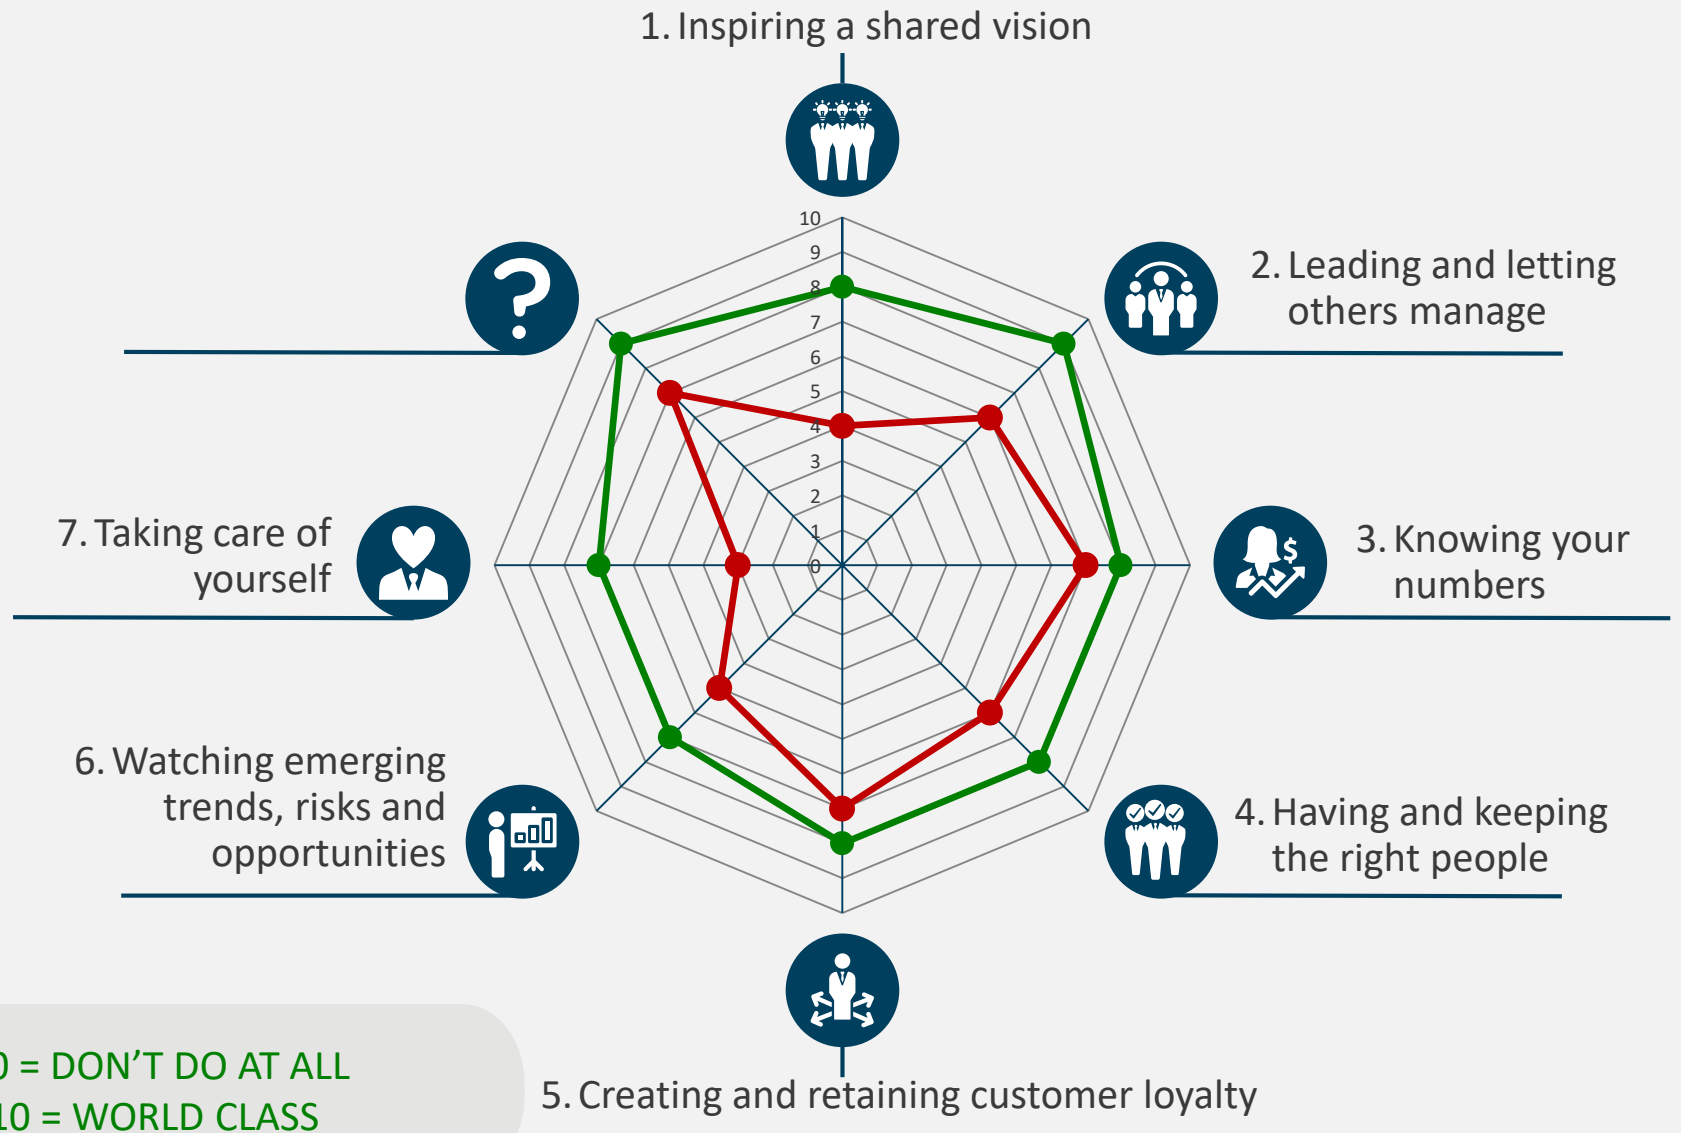 1. Inspiring a shared vision
2. Leading and letting
others manage
3. Knowing your
numbers
4. Having and keeping
the right people
5. Creating and retaining customer loyalty
6. Watching emerging
trends, risks and
opportunities
7. Taking care of
yourself
?
$
10
9
8
7
6
5
4
3
2
1
0
0 = DON'T DO AT ALL
10 = WORLD CLASS